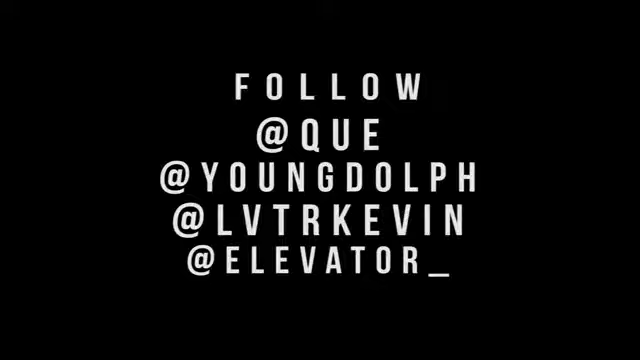 FOLLOW
@QUE
@YOUNGDOLPH
@LVTRKEVIN
@ELEVATOR_